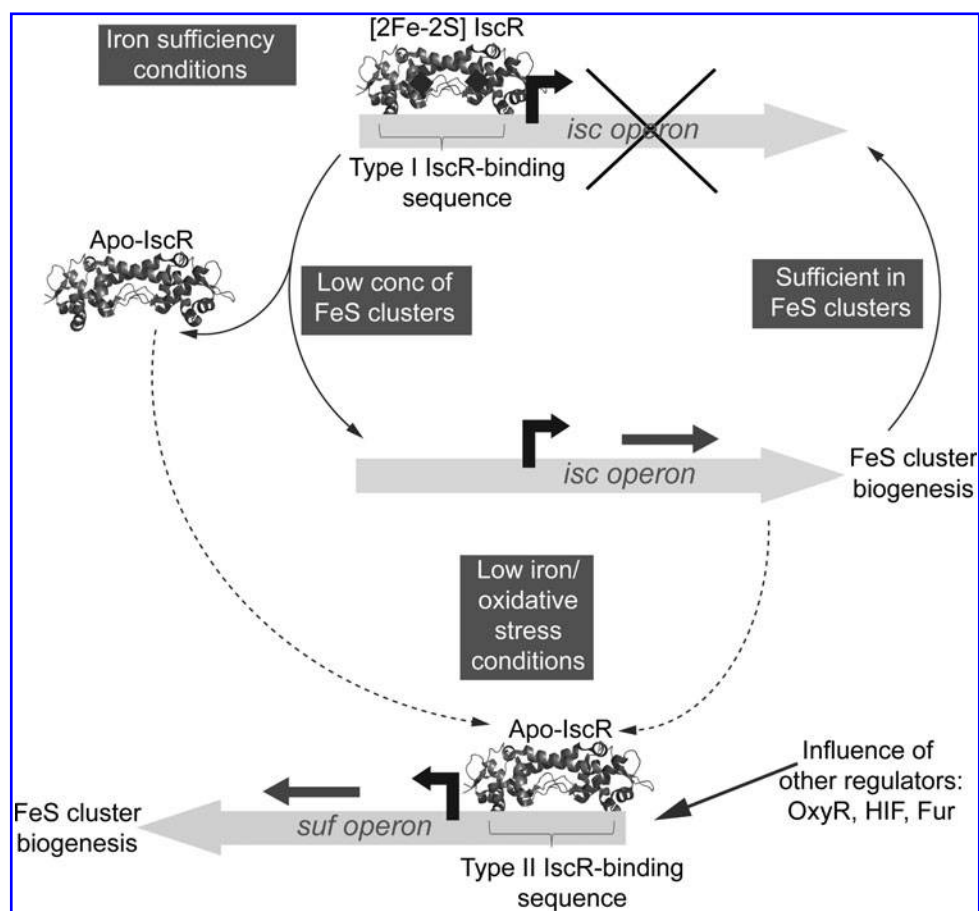 Iron sufficiency
conditions
[2Fe-2S] IscR
isc operon
Type I IscR-binding
sequence
Apo-IscR
Low conc of
FeS clusters
Sufficient in
FeS clusters
isc operon
FeS cluster
biogenesis
Low iron/
oxidative
stress
conditions
Apo-IscR
Influence of
other regulators:
OxyR, HIF, Fur
FeS cluster
biogenesis
suf operon
Type II IscR-binding
sequence